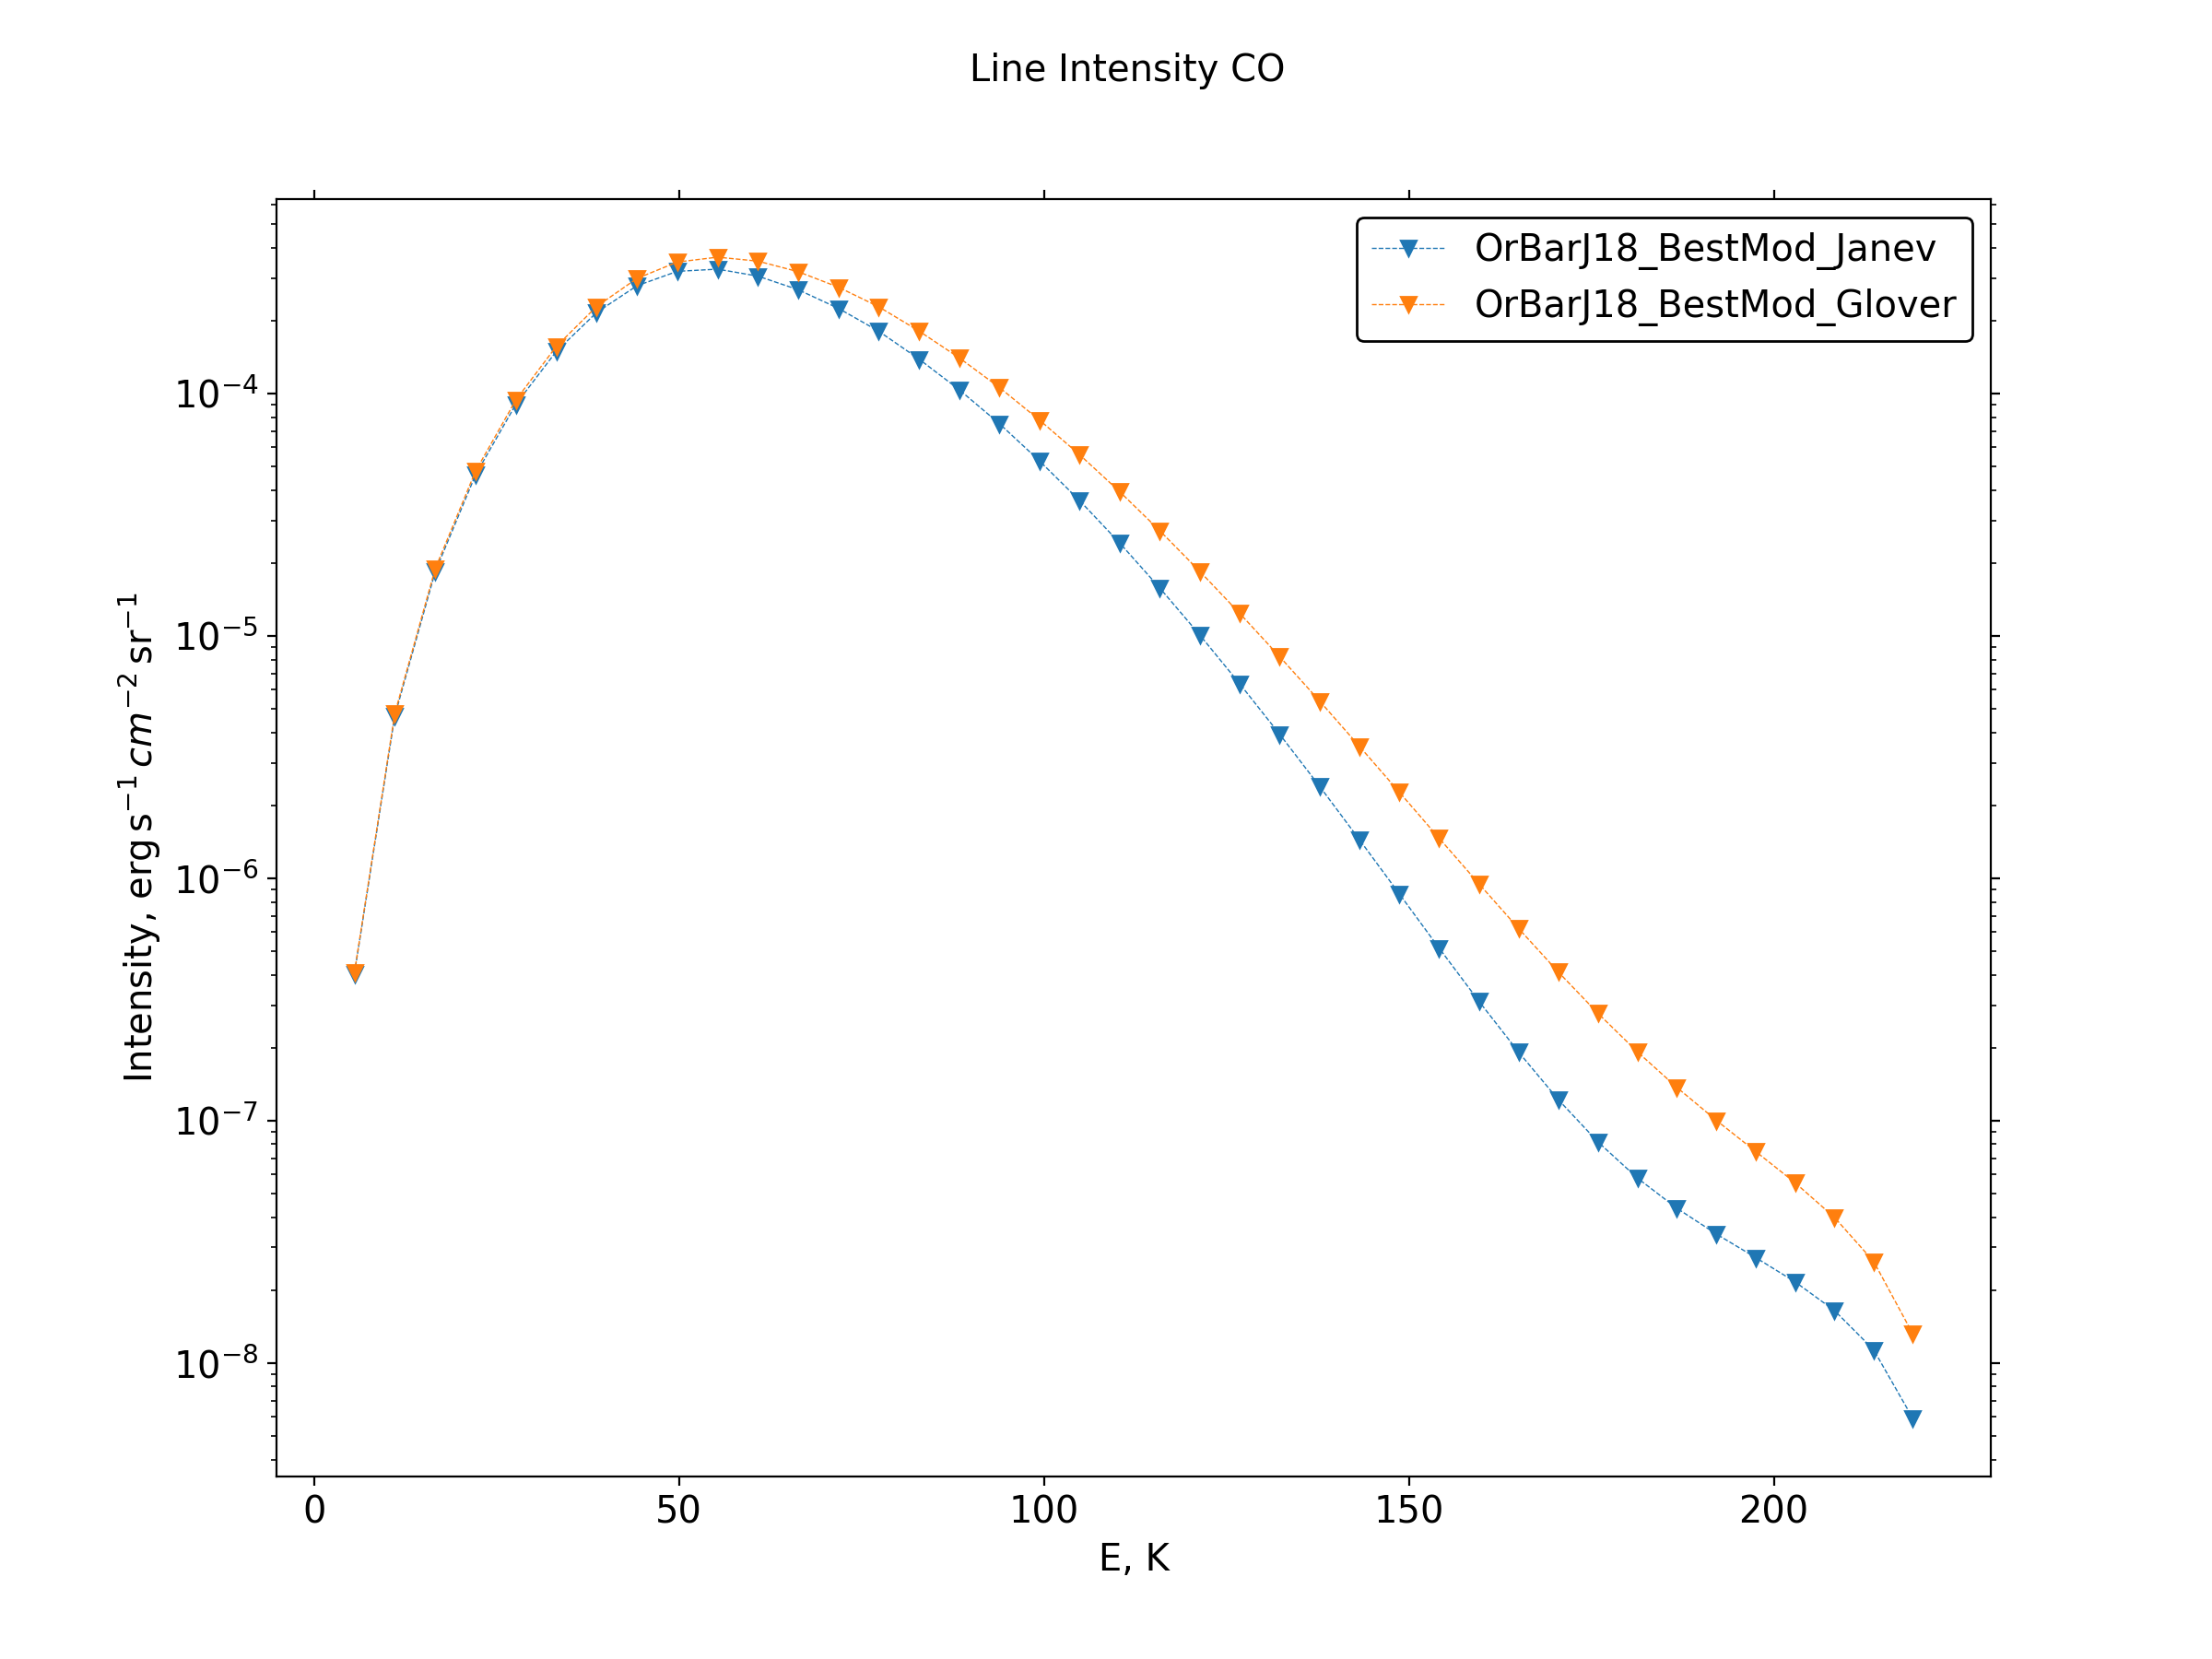 Line Intensity CO
OrBarJ18_BestMod_Janev
OrBarJ18_BestMod_Glover
Intensity, erg s⁻¹ cm⁻² sr⁻¹
10⁻⁴
10⁻⁵
10⁻⁶
10⁻⁷
10⁻⁸
0 50 100 150 200
E, K